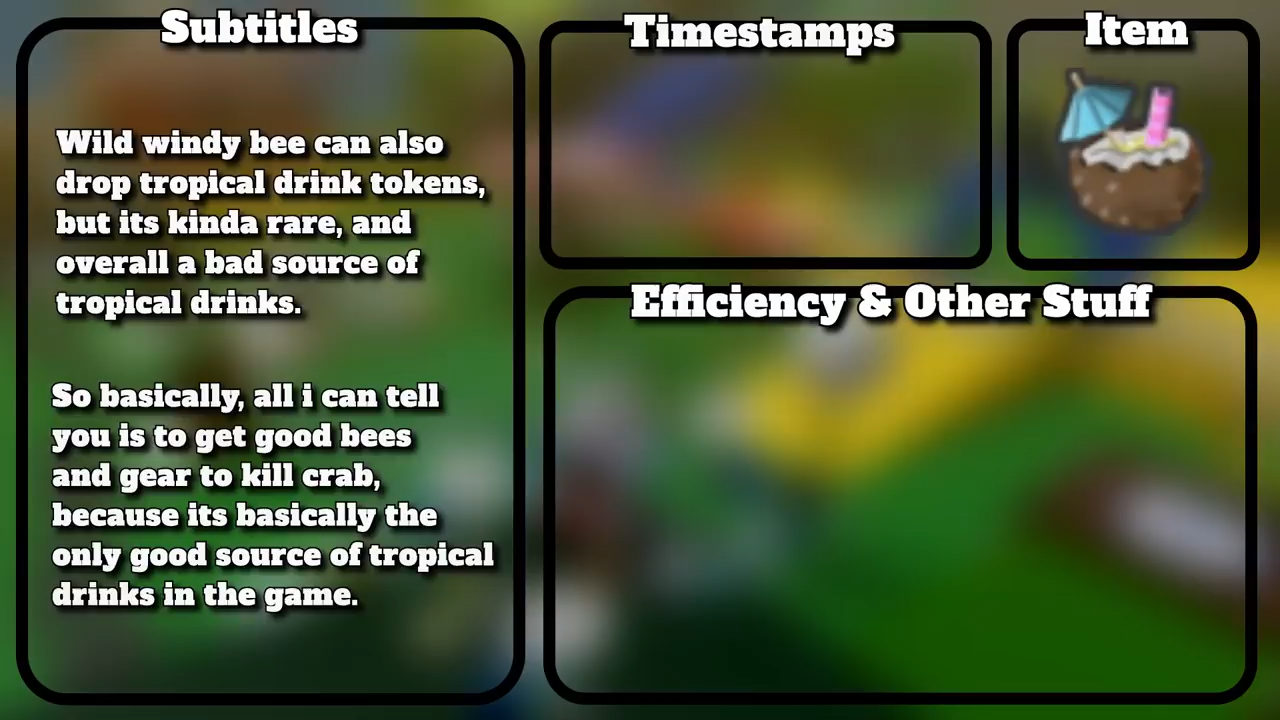 Subtitles
Wild windy bee can also
drop tropical drink tokens,
but its kinda rare, and
overall a bad source of
tropical drinks.
So basically, all i can tell
you is to get good bees
and gear to kill crab,
because its basically the
only good source of tropical
drinks in the game.
Timestamps
Item
Efficiency & Other Stuff